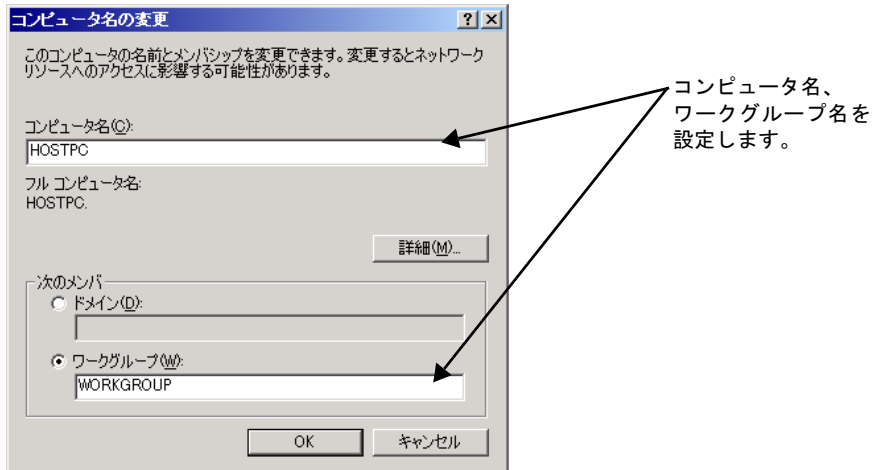 コンピュータ名の変更
このコンピュータの名前とメンバシップを変更できます。変更するとネットワーク
リソースへのアクセスに影響する可能性があります。
コンピュータ名(C):
HOSTPC
フル コンピュータ名:
HOSTPC.
詳細(M)...
次のメンバ
ドメイン(D):
ワークグループ(W):
WORKGROUP
OK
キャンセル
コンピュータ名、
ワークグループ名を
設定します。